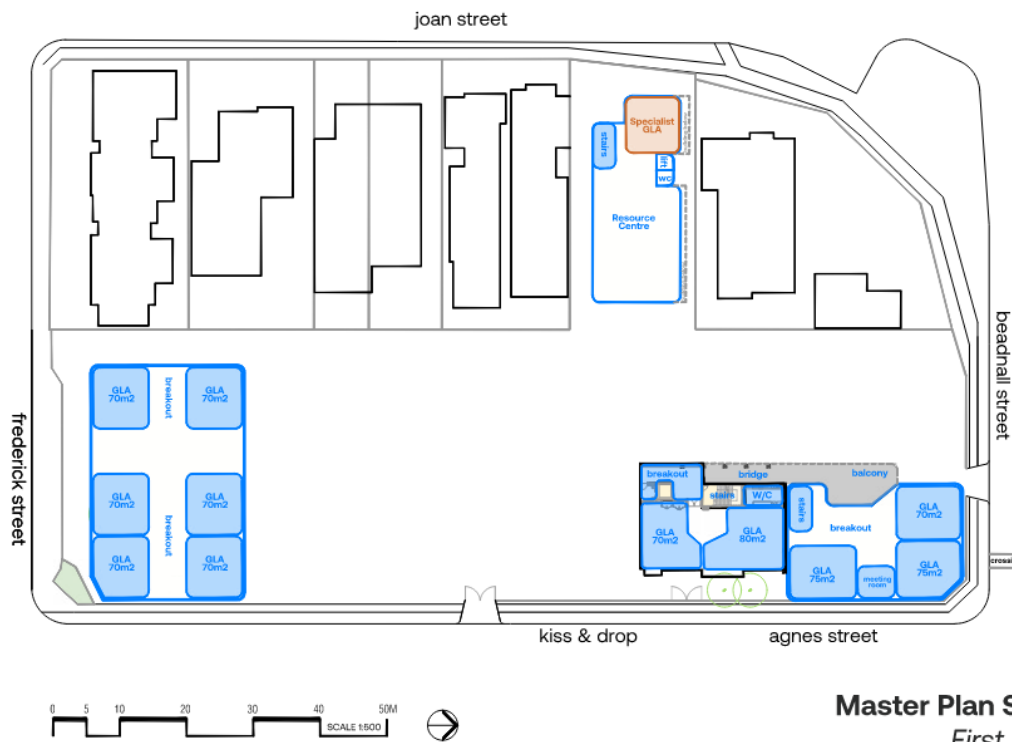 joan street
Specialist
GLA
stairs
lift
wc
Resource
Centre
beadnall street
frederick street
GLA
70m2
breakout
GLA
70m2
GLA
70m2
breakout
GLA
70m2
GLA
70m2
GLA
70m2
breakout
bridge
balcony
stairs
W/C
GLA
70m2
GLA
80m2
stairs
breakout
GLA
70m2
GLA
75m2
meeting
room
GLA
75m2
crossi
kiss & drop
agnes street
0 5 10 20 30 40 50M
SCALE 1:500
Master Plan S
First